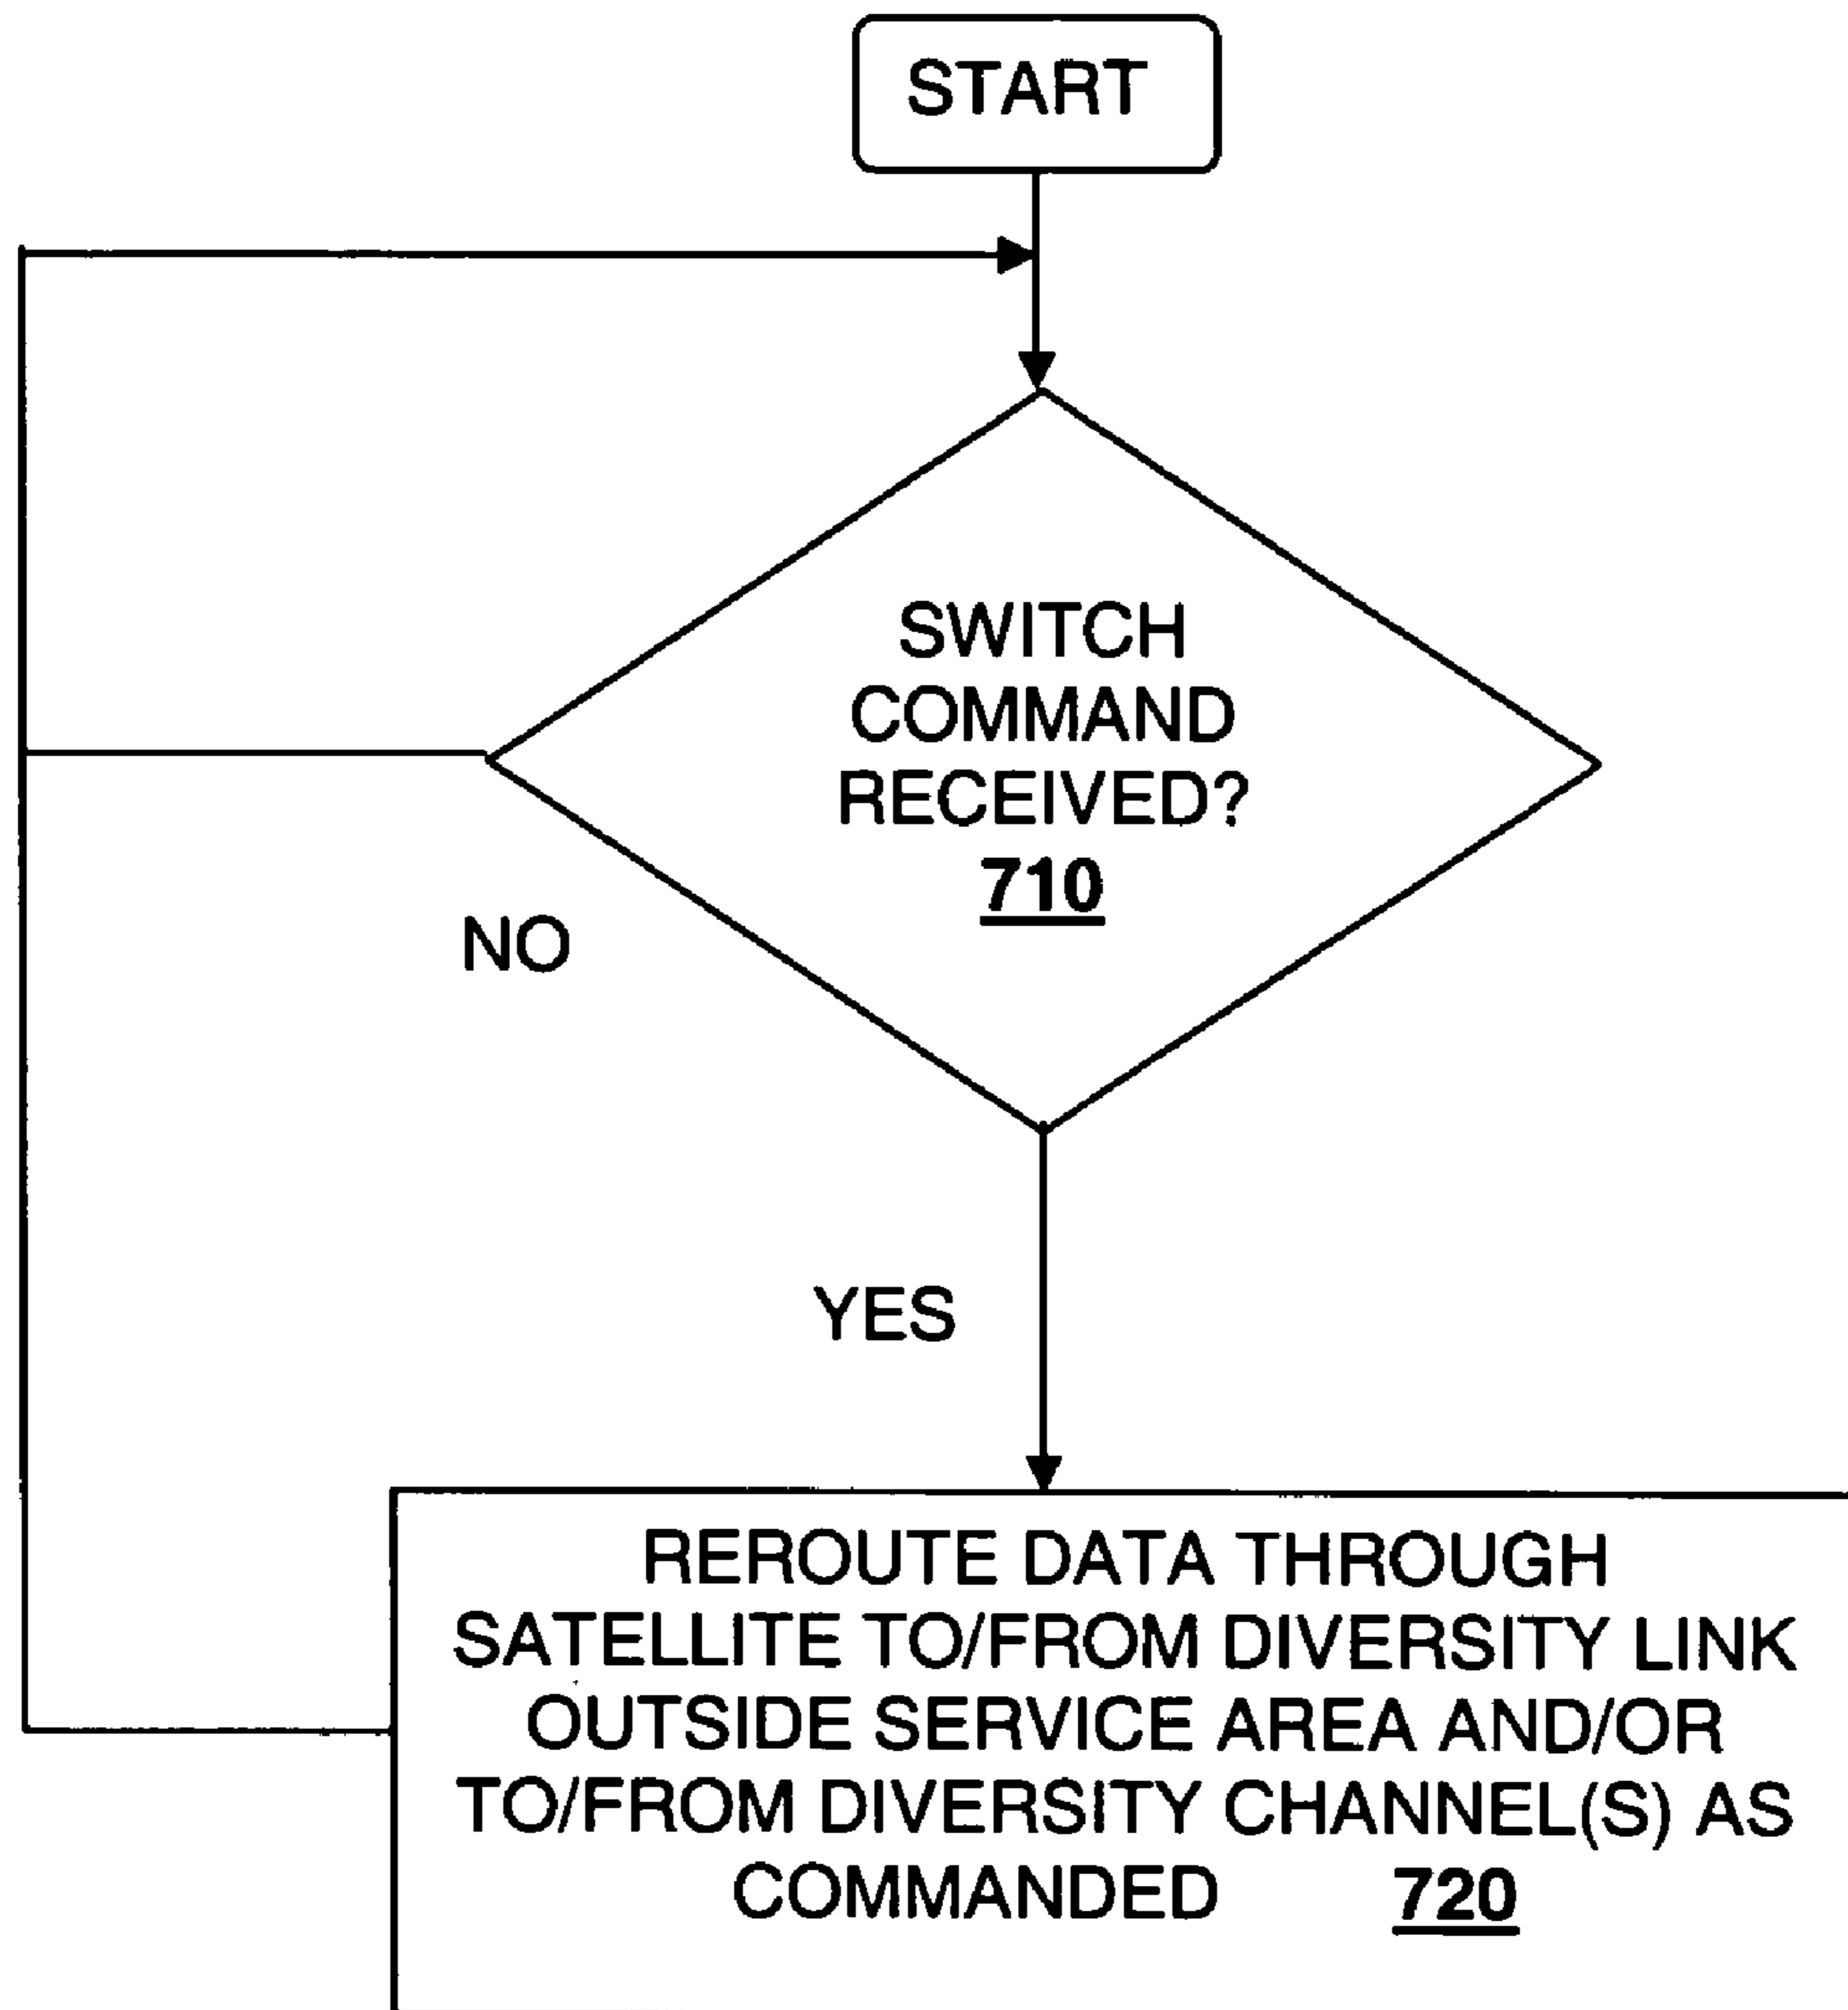 START
SWITCH
COMMAND
RECEIVED?
710
NO
YES
REROUTE DATA THROUGH
SATELLITE TO/FROM DIVERSITY LINK
OUTSIDE SERVICE AREA AND/OR
TO/FROM DIVERSITY CHANNEL(S) AS
COMMANDED 720